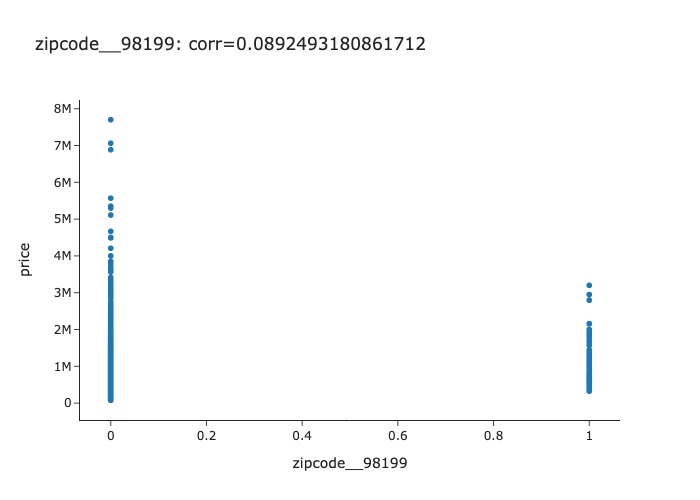 zipcode__98199: corr=0.0892493180861712
8M
7M
6M
5M
4M
3M
2M
1M
0
price
0 0.2 0.4 0.6 0.8 1
zipcode__98199